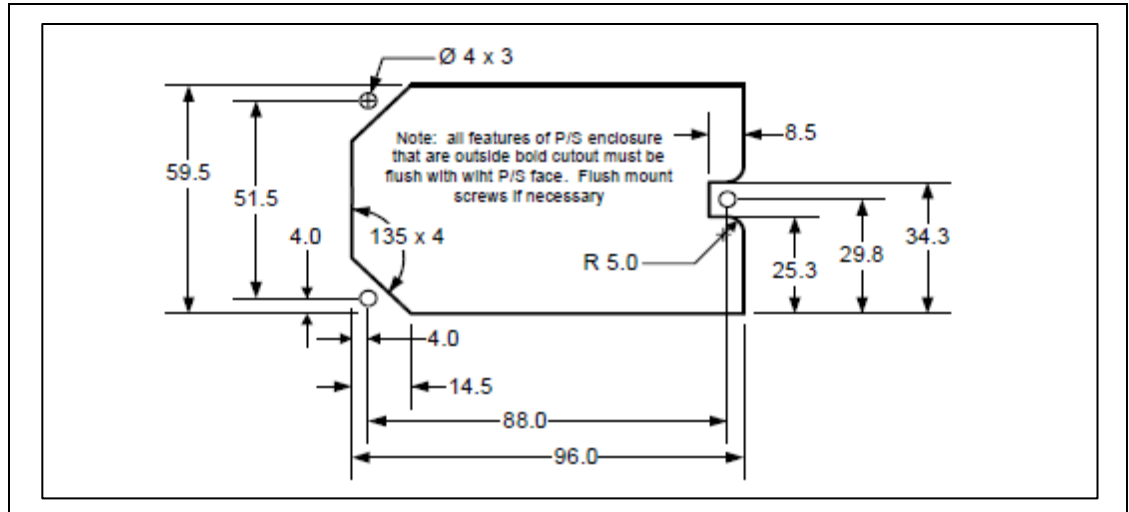 Ø 4 x 3
Note: all features of P/S enclosure
that are outside bold cutout must be
flush with wiht P/S face. Flush mount
screws if necessary
8.5
59.5
51.5
4.0
135 x 4
R 5.0
25.3
29.8
34.3
4.0
14.5
88.0
96.0